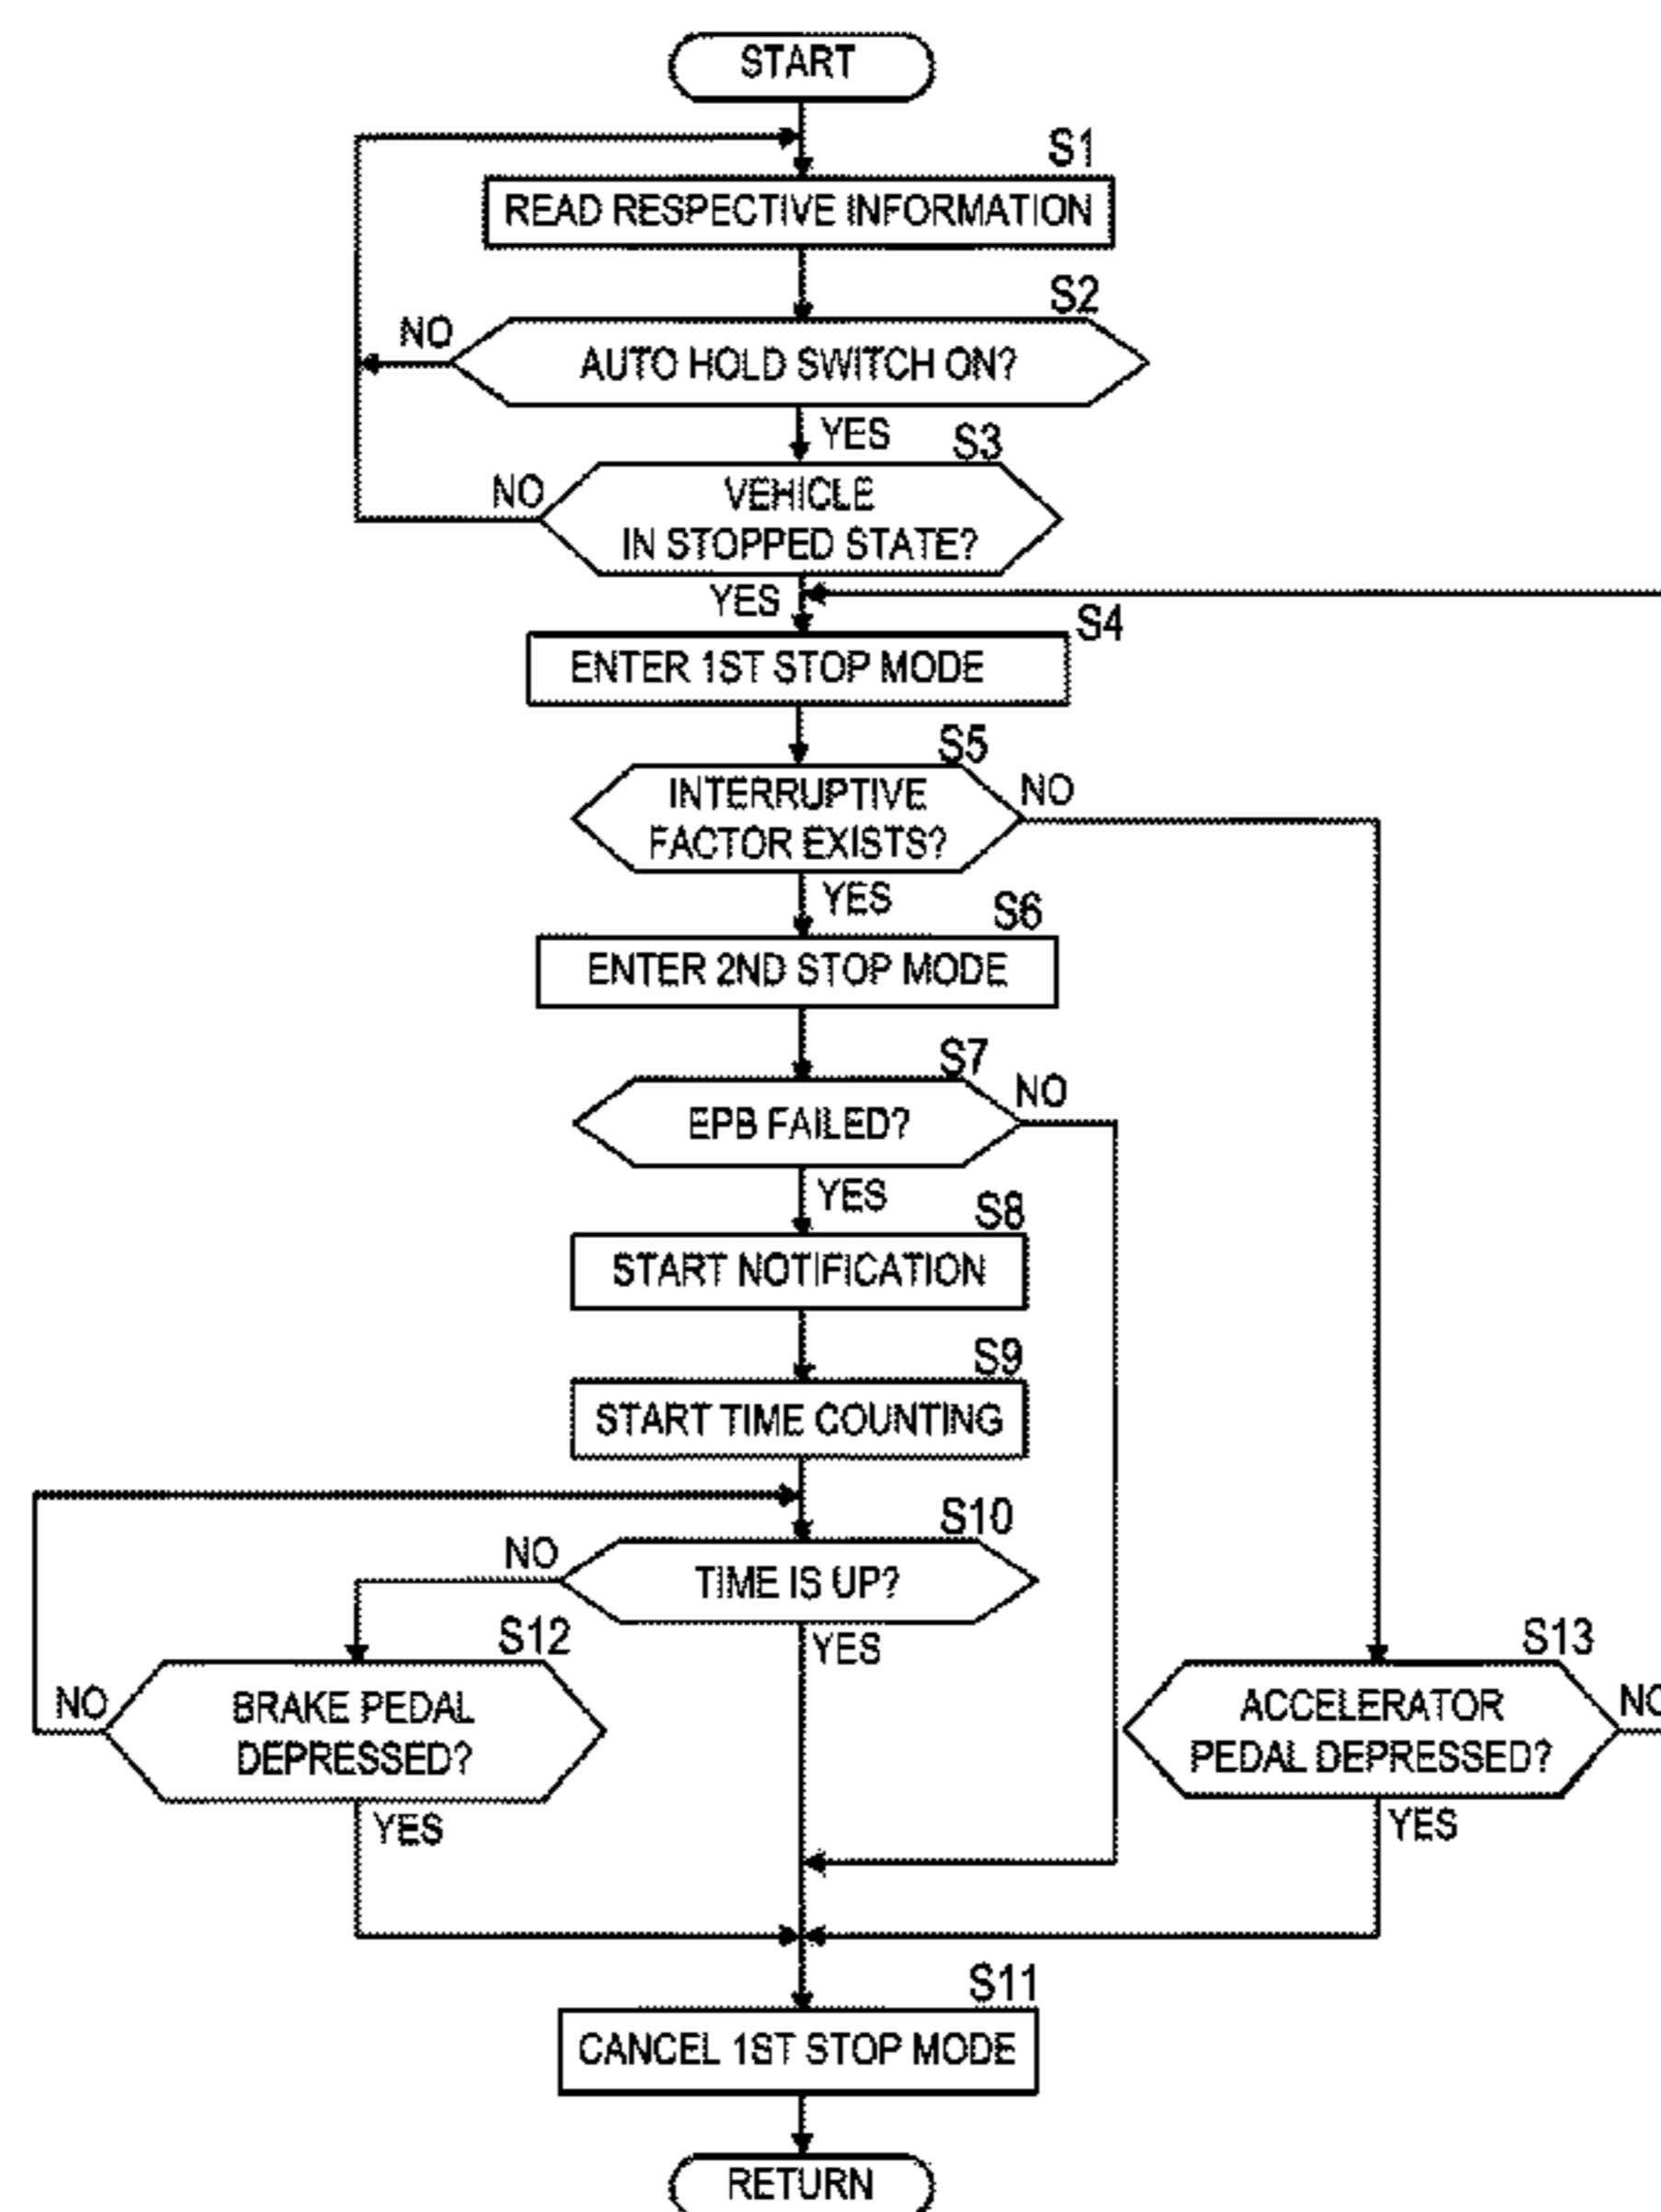 START
S1
READ RESPECTIVE INFORMATION
S2
NO
AUTO HOLD SWITCH ON?
YES
S3
NO
VEHICLE
IN STOPPED STATE?
YES
S4
ENTER 1ST STOP MODE
S5
INTERRUPTIVE
FACTOR EXISTS?
NO
YES
S6
ENTER 2ND STOP MODE
S7
NO
EPB FAILED?
YES
S8
START NOTIFICATION
S9
START TIME COUNTING
S10
NO
TIME IS UP?
YES
S12
NO
BRAKE PEDAL
DEPRESSED?
YES
S13
ACCELERATOR
PEDAL DEPRESSED?
NO
YES
S11
CANCEL 1ST STOP MODE
RETURN